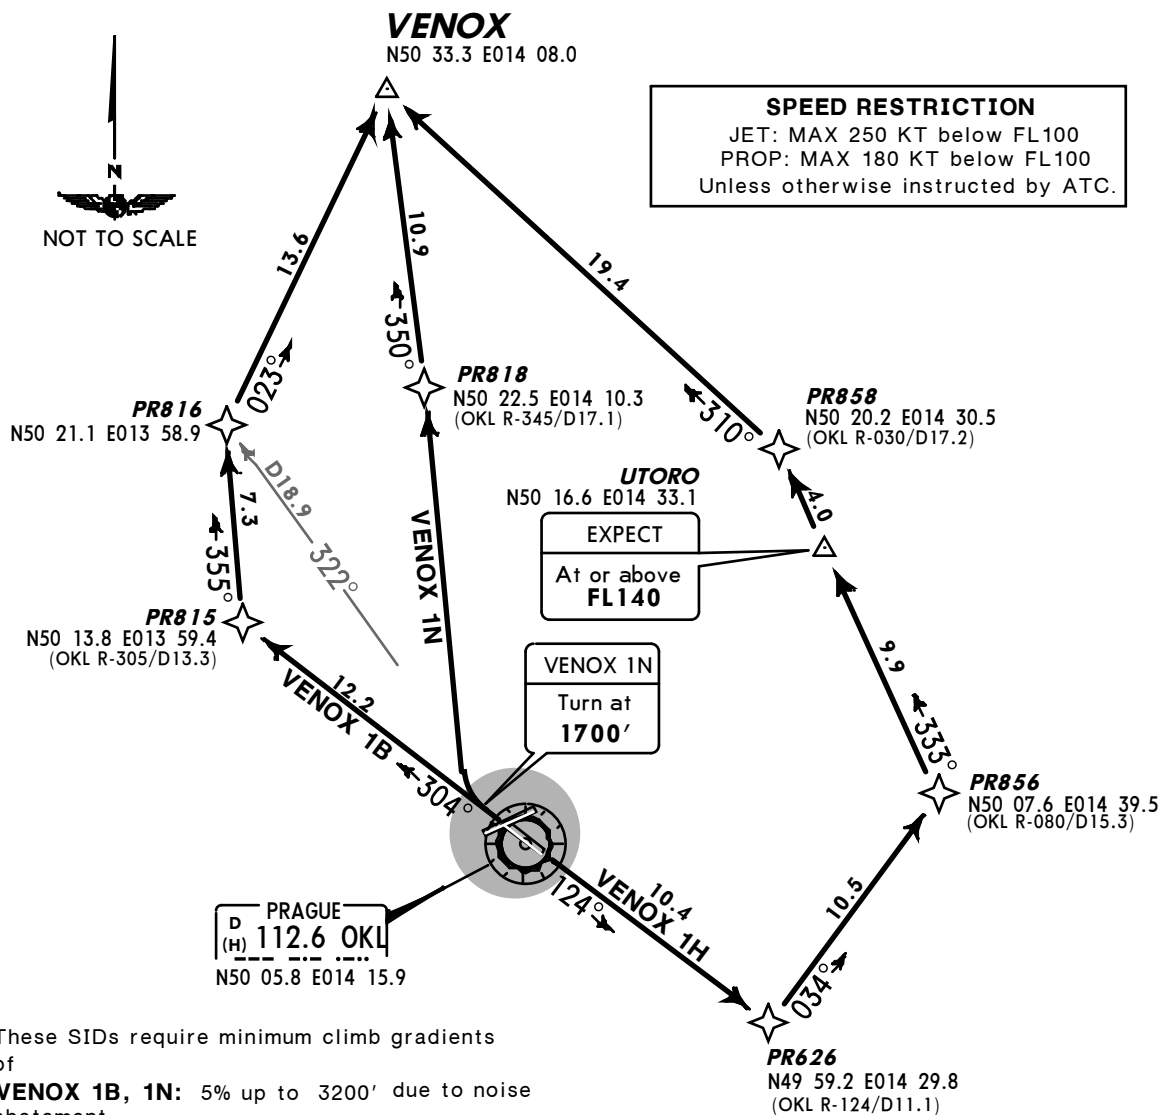 VENOX
N50 33.3 E014 08.0
SPEED RESTRICTION
JET: MAX 250 KT below FL100
PROP: MAX 180 KT below FL100
Unless otherwise instructed by ATC.
N
NOT TO SCALE
13.6
10.9
19.4
023°
350°
310°
PR816
N50 21.1 E013 58.9
PR818
N50 22.5 E014 10.3
(OKL R-345/D17.1)
PR858
N50 20.2 E014 30.5
(OKL R-030/D17.2)
UTORO
N50 16.6 E014 33.1
4.0
EXPECT
At or above
FL140
D18.9
322°
7.3
355°
VENOX 1N
PR815
N50 13.8 E013 59.4
(OKL R-305/D13.3)
12.2
VENOX 1B
304°
VENOX 1N
Turn at
1700'
9.9
333°
PR856
N50 07.6 E014 39.5
(OKL R-080/D15.3)
124°
10.4
VENOX 1H
10.5
034°
PRAGUE
D
(H) 112.6 OKL
N50 05.8 E014 15.9
PR626
N49 59.2 E014 29.8
(OKL R-124/D11.1)
These SIDs require minimum climb gradients
of
VENOX 1B, 1N: 5% up to 3200' due to noise